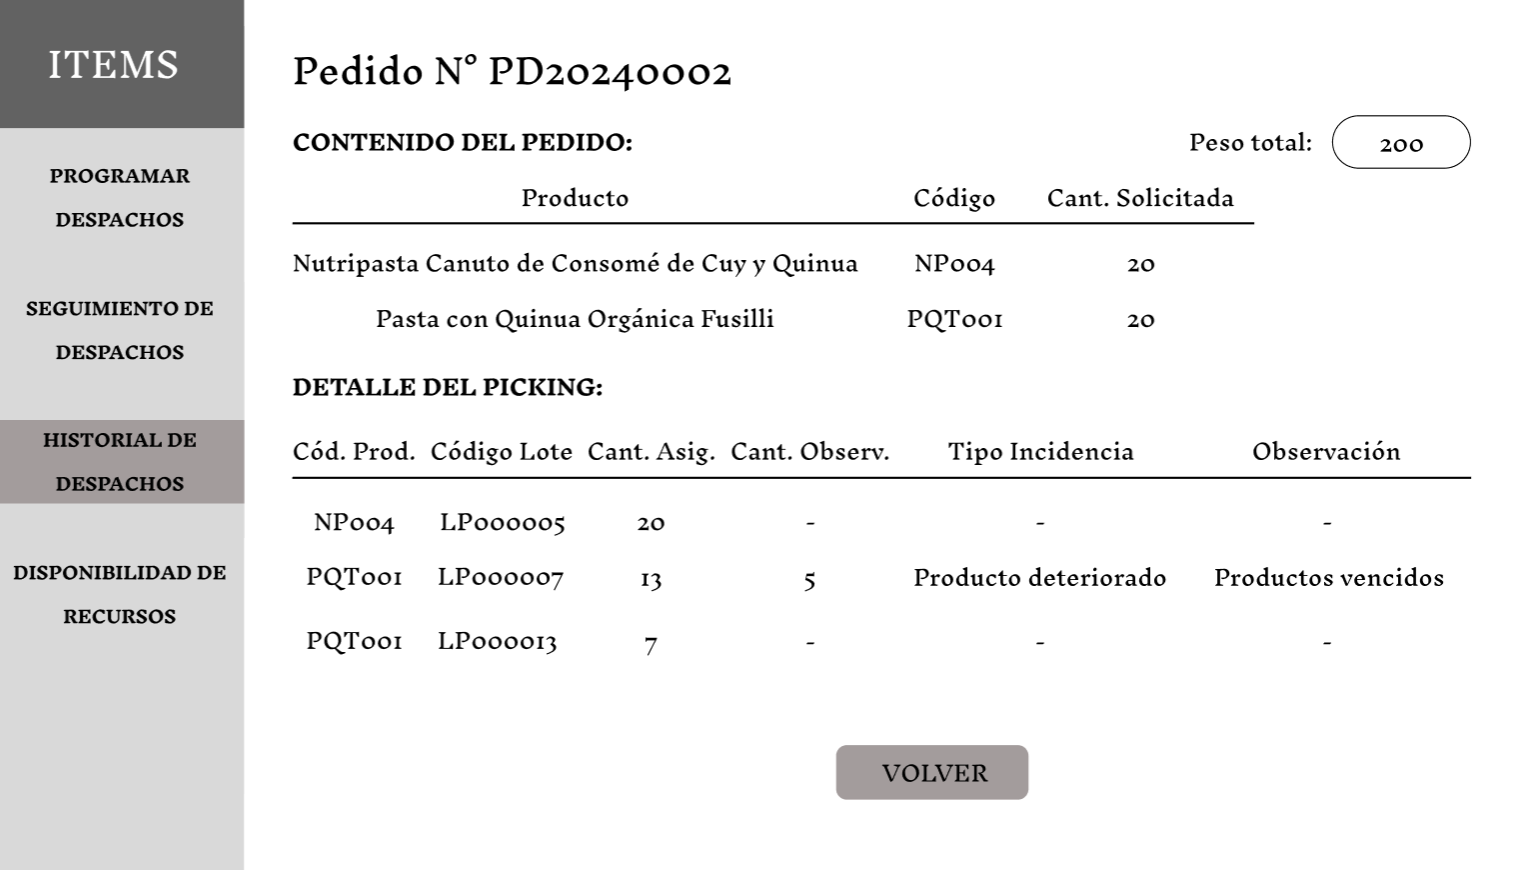 ITEMS
PROGRAMAR
DESPACHOS
SEGUIMIENTO DE
DESPACHOS
HISTORIAL DE
DESPACHOS
DISPONIBILIDAD DE
RECURSOS
Pedido N° PD20240002
CONTENIDO DEL PEDIDO: Peso total: 200
Producto Código Cant. Solicitada
Nutripasta Canuto de Consomé de Cuy y Quinua NP004 20
Pasta con Quinua Orgánica Fusilli PQT001 20
DETALLE DEL PICKING:
Cód. Prod. Código Lote Cant. Asig. Cant. Observ. Tipo Incidencia Observación
NP004 LP000005 20 - - -
PQT001 LP000007 13 5 Producto deteriorado Productos vencidos
PQT001 LP000013 7 - - -
VOLVER